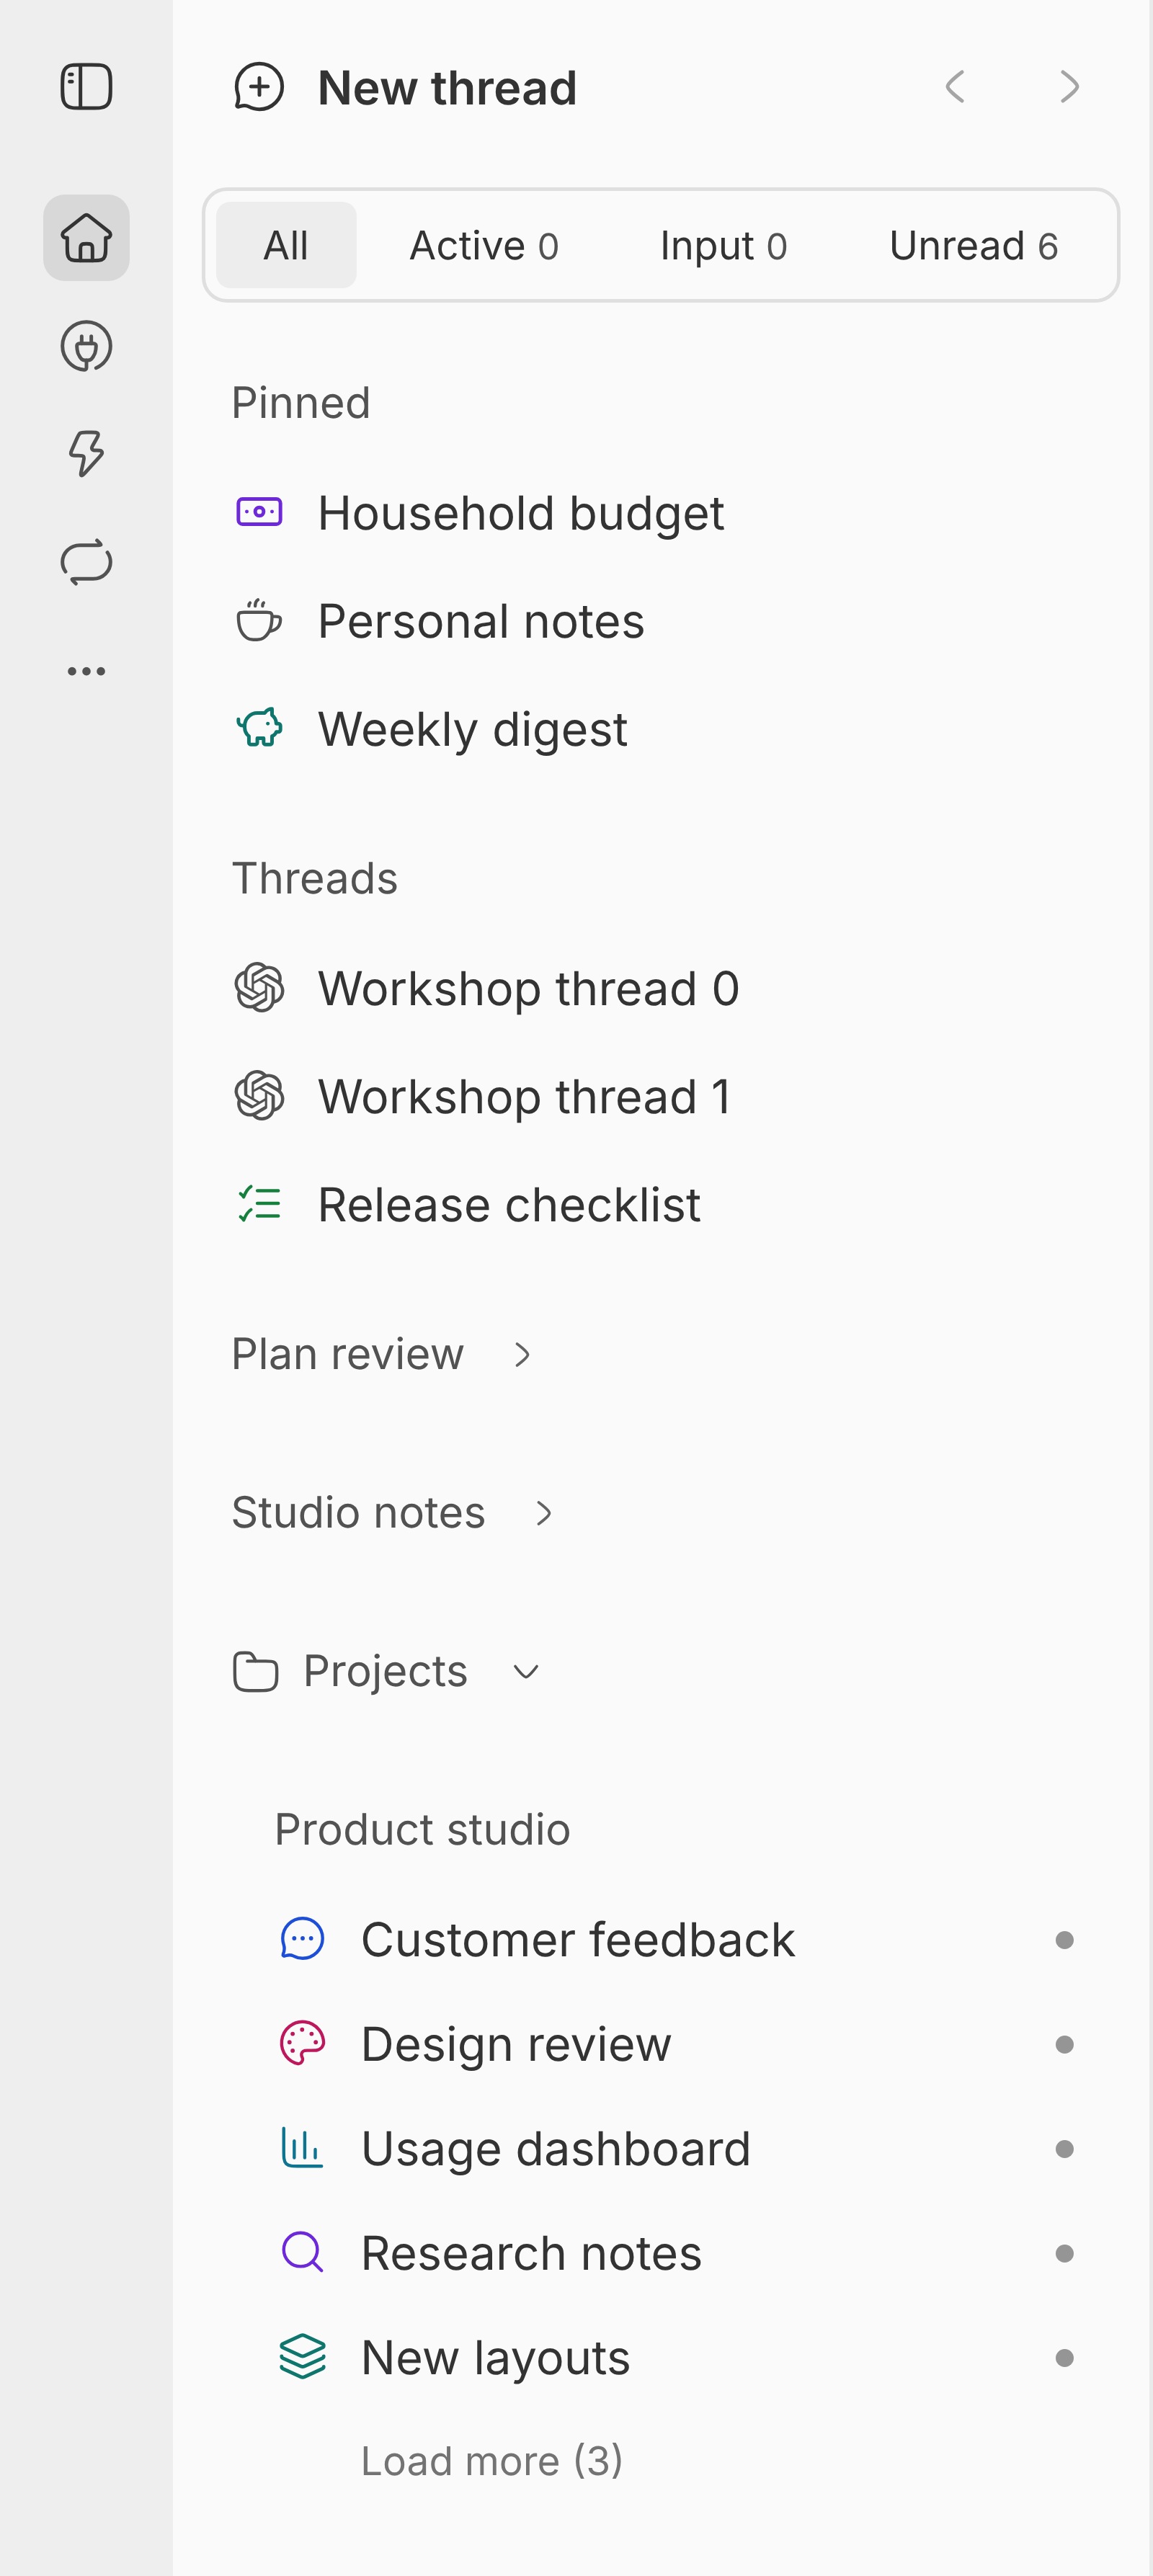 New thread
All Active 0 Input 0 Unread 6
Pinned
Household budget
Personal notes
Weekly digest
Threads
Workshop thread 0
Workshop thread 1
Release checklist
Plan review
Studio notes
Projects
Product studio
Customer feedback
Design review
Usage dashboard
Research notes
New layouts
Load more (3)